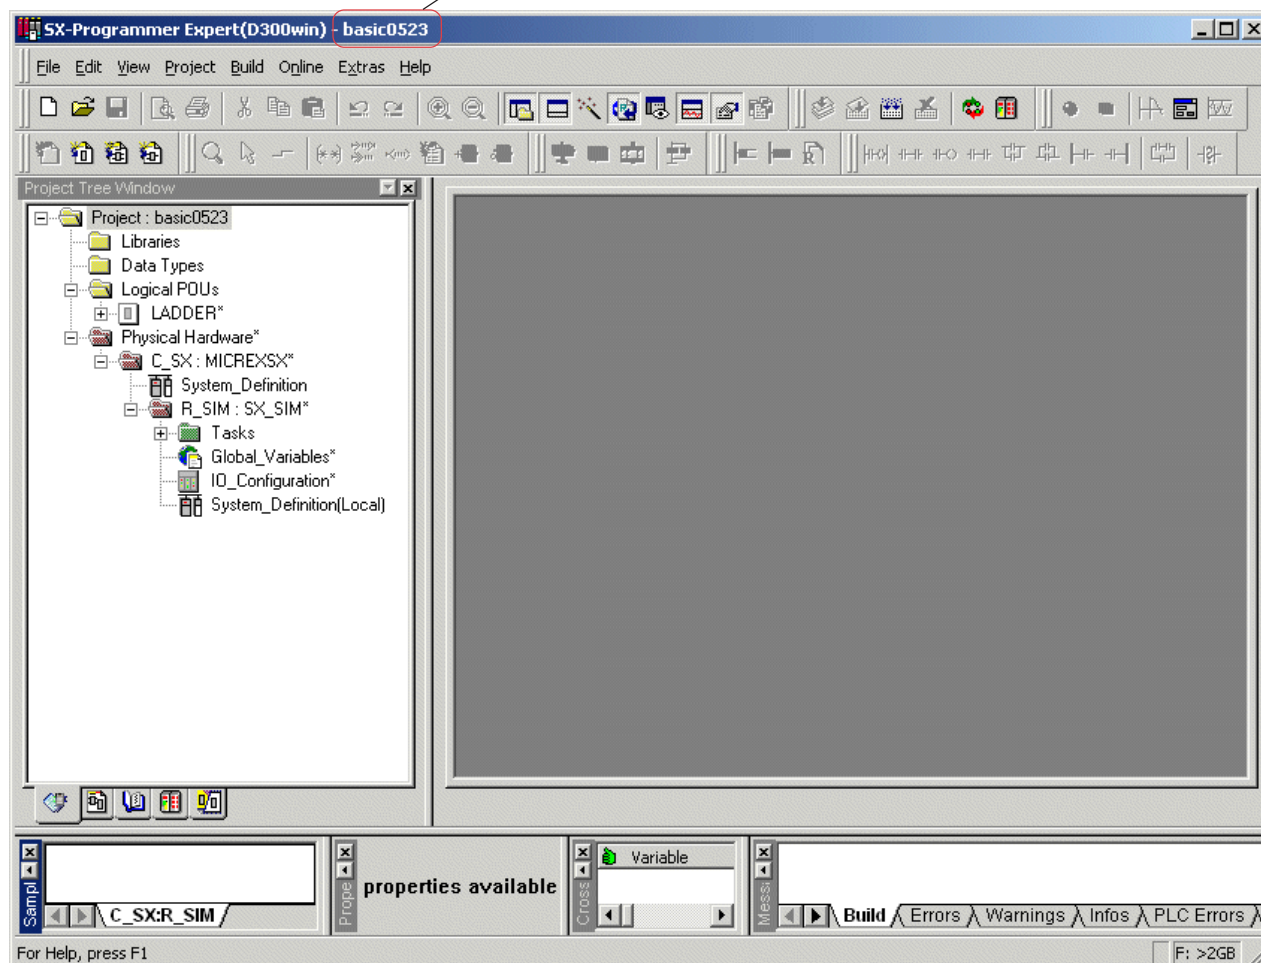 SX-Programmer Expert(D300win) - basic0523
File Edit View Project Build Online Extras Help
Project Tree Window
Project : basic0523
Libraries
Data Types
Logical POUs
LADDER*
Physical Hardware*
C_SX : MICREXSX*
System_Definition
R_SIM : SX_SIM*
Tasks
Global_Variables*
IO_Configuration*
System_Definition(Local)
Sampl
C_SX:R_SIM
Prope
properties available
Cross
Variable
Messi
Build Errors Warnings Infos PLC Errors
For Help, press F1
F: >2GB